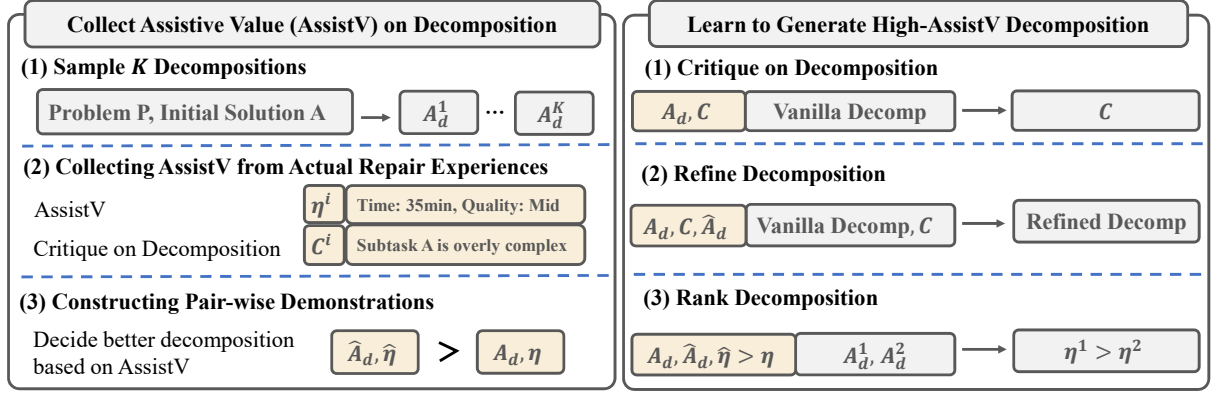 Collect Assistive Value (AssistV) on Decomposition
(1) Sample K Decompositions
Problem P, Initial Solution A
A_d^1 ... A_d^K
(2) Collecting AssistV from Actual Repair Experiences
AssistV
η^i
Time: 35min, Quality: Mid
Critique on Decomposition
C^i
Subtask A is overly complex
(3) Constructing Pair-wise Demonstrations
Decide better decomposition
based on AssistV
Â_d, η̂ > A_d, η
Learn to Generate High-AssistV Decomposition
(1) Critique on Decomposition
A_d, C
Vanilla Decomp
C
(2) Refine Decomposition
A_d, C, Â_d
Vanilla Decomp, C
Refined Decomp
(3) Rank Decomposition
A_d, Â_d, η̂ > η
A_d^1, A_d^2
η^1 > η^2